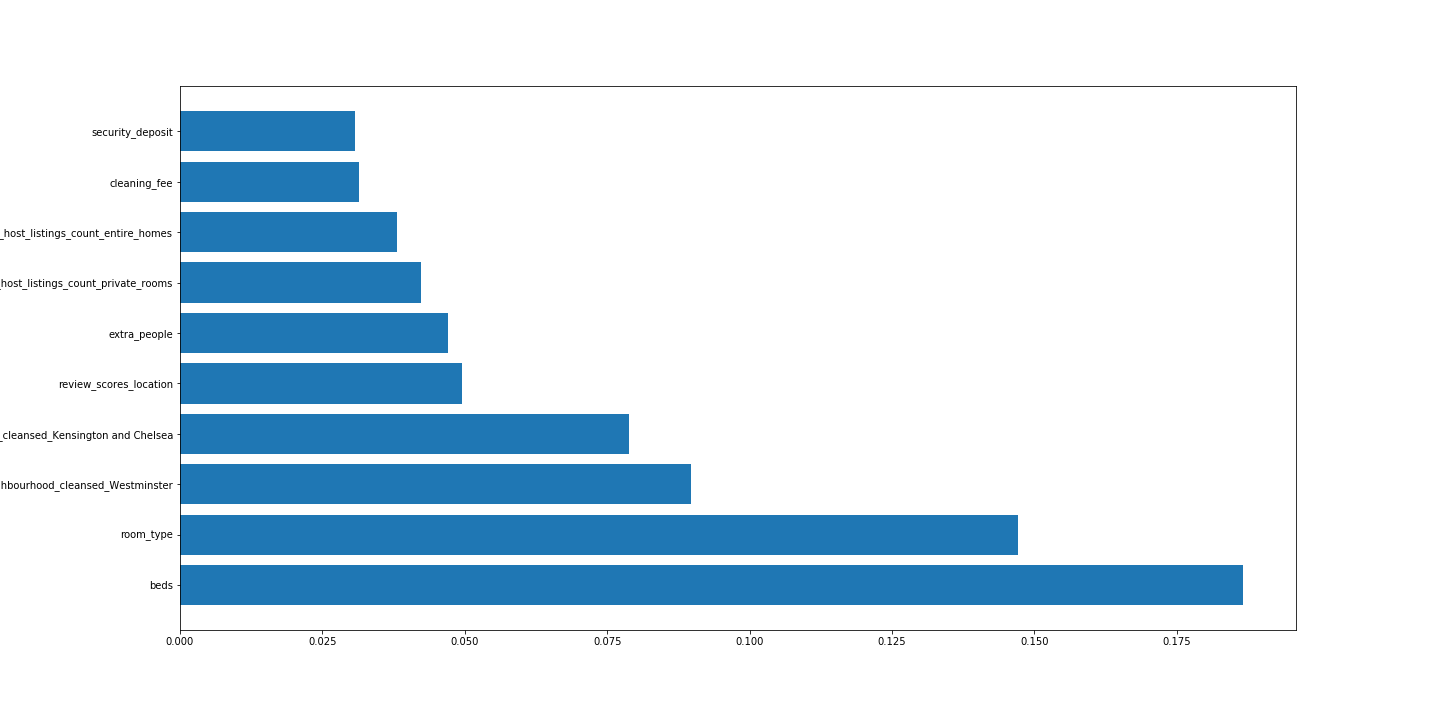 security_deposit
cleaning_fee
_host_listings_count_entire_homes
_host_listings_count_private_rooms
extra_people
review_scores_location
_cleansed_Kensington and Chelsea
hbourhood_cleansed_Westminster
room_type
beds
0.000 0.025 0.050 0.075 0.100 0.125 0.150 0.175